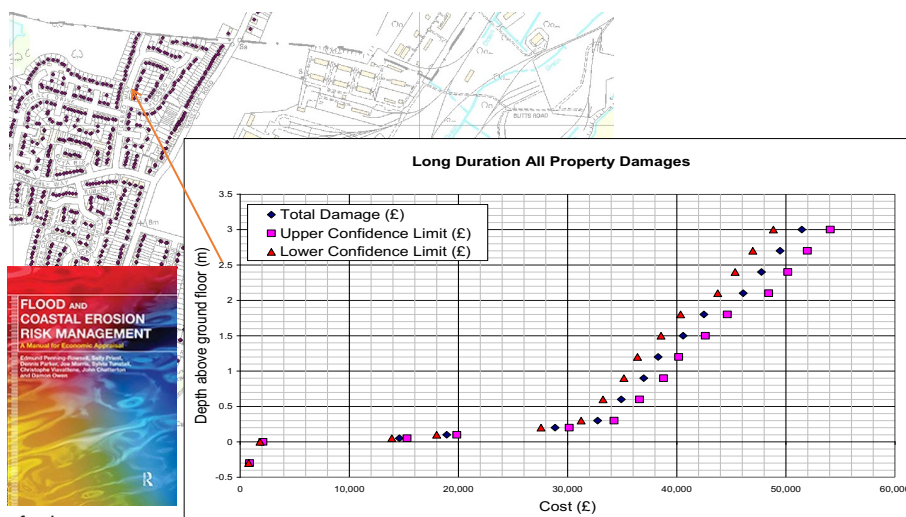 BUTTS ROAD
Long Duration All Property Damages
3.5
3
2.5
2
1.5
1
0.5
0
-0.5
Depth above ground floor (m)
Total Damage (£)
Upper Confidence Limit (£)
Lower Confidence Limit (£)
0
10,000
20,000
30,000
40,000
50,000
60,000
Cost (£)
FLOOD AND
COASTAL EROSION
RISK MANAGEMENT
A Manual for Economic Appraisal
Edmund Penning-Rowsell, Sally Priest,
Dennis Parker, Joe Morris, Sylvia Tunstall,
Christophe Viavattene, John Chatterton
and Damon Owen
R